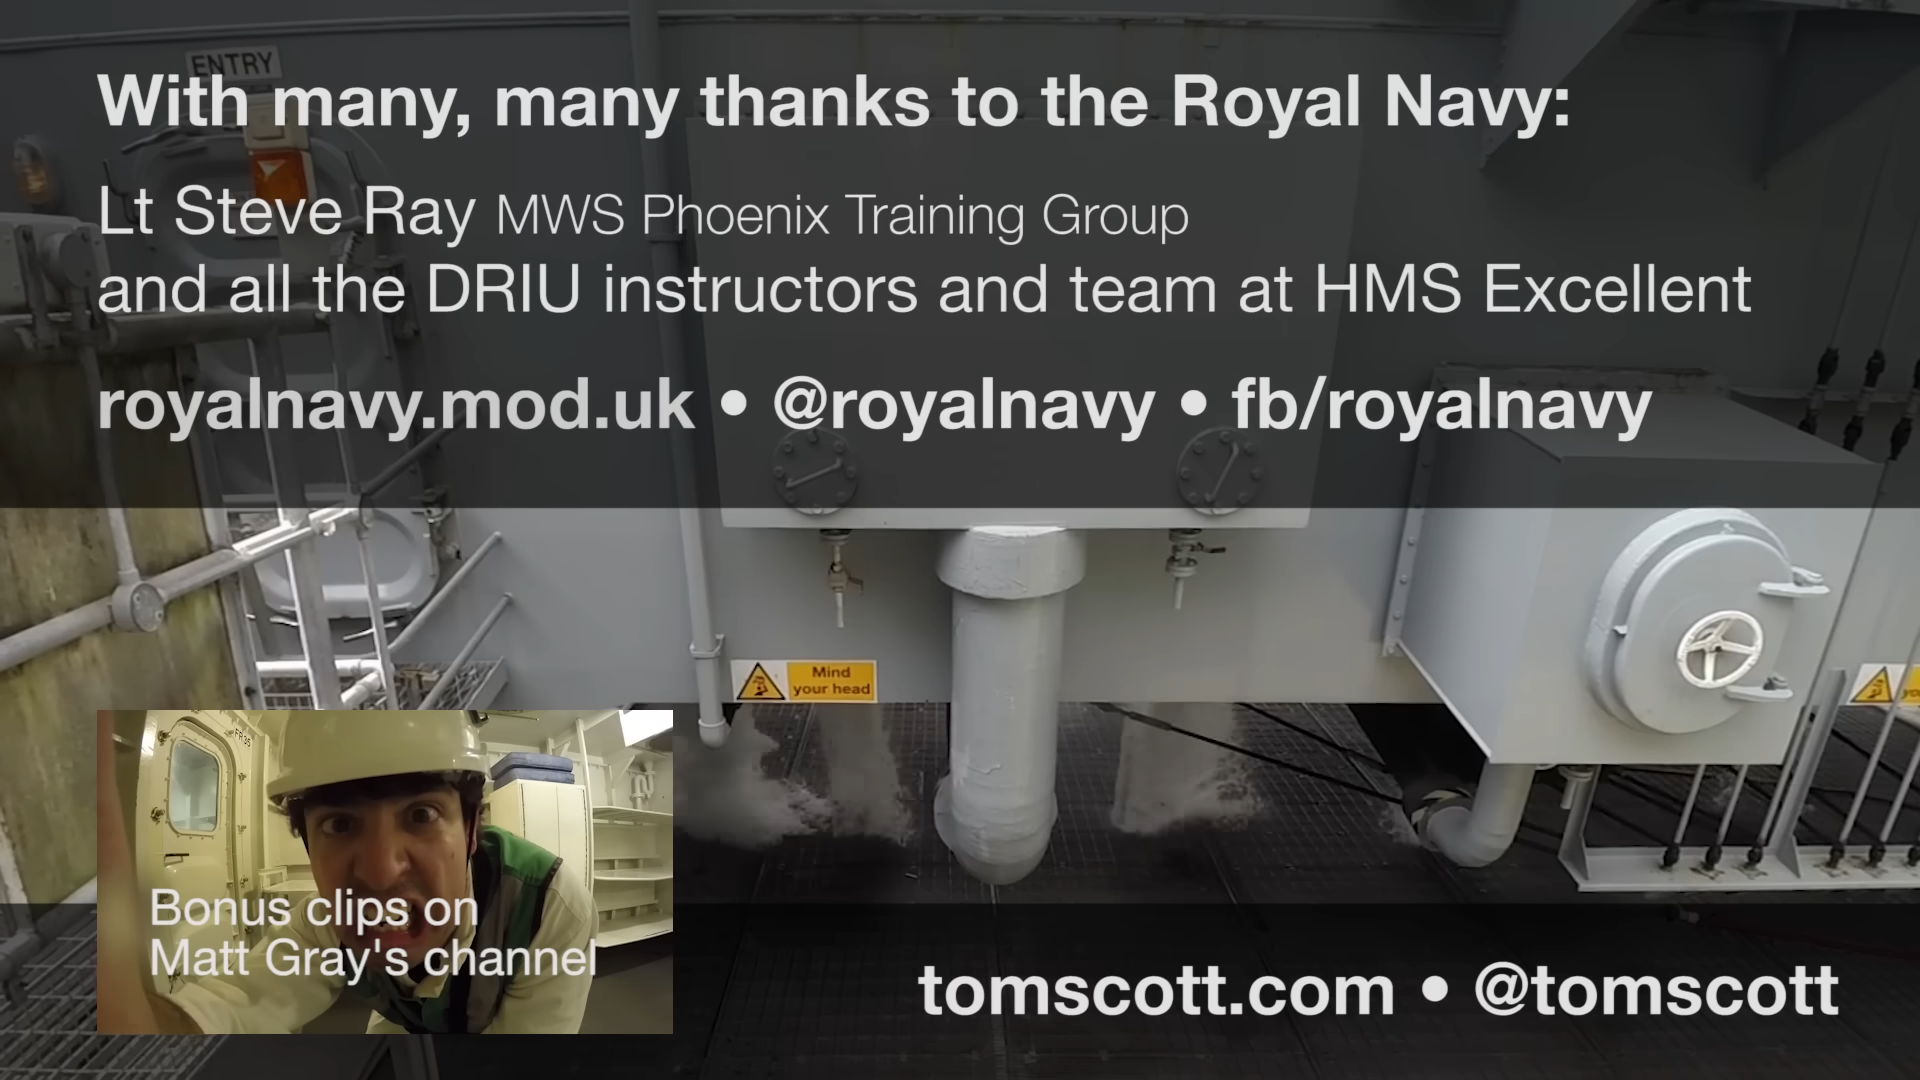 ENTRY
With many, many thanks to the Royal Navy:
Lt Steve Ray MWS Phoenix Training Group
and all the DRIU instructors and team at HMS Excellent
royalnavy.mod.uk • @royalnavy • fb/royalnavy
Mind
your head
FR35
Bonus clips on
Matt Gray's channel
tomscott.com • @tomscott